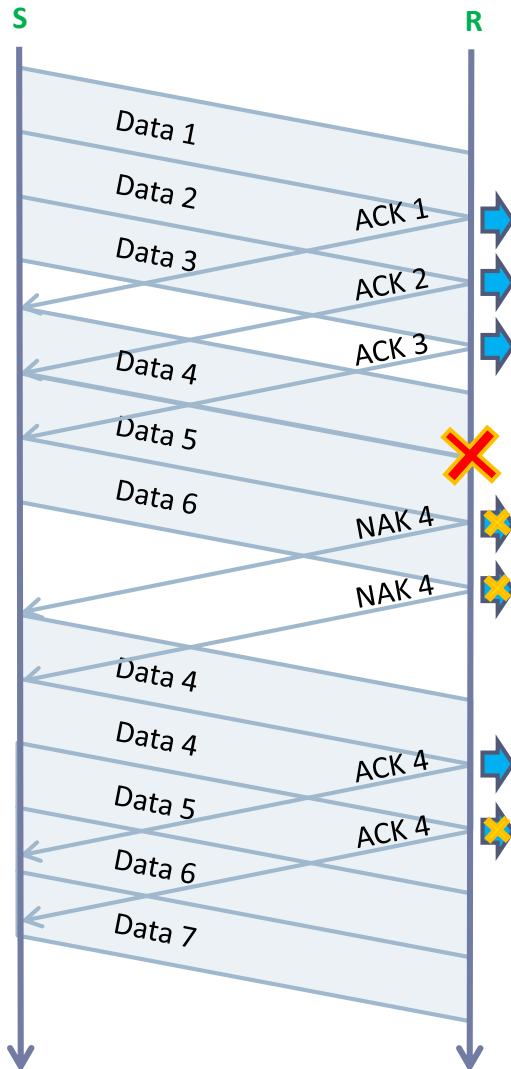 S
R
Data 1
Data 2
ACK 1
Data 3
ACK 2
ACK 3
Data 4
Data 5
Data 6
NAK 4
NAK 4
Data 4
Data 4
ACK 4
Data 5
ACK 4
Data 6
Data 7